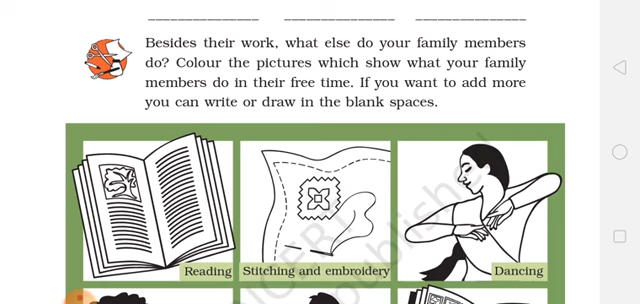 Besides their work, what else do your family members
do? Colour the pictures which show what your family
members do in their free time. If you want to add more
you can write or draw in the blank spaces.
Reading
Stitching and embroidery
Dancing
NCERT